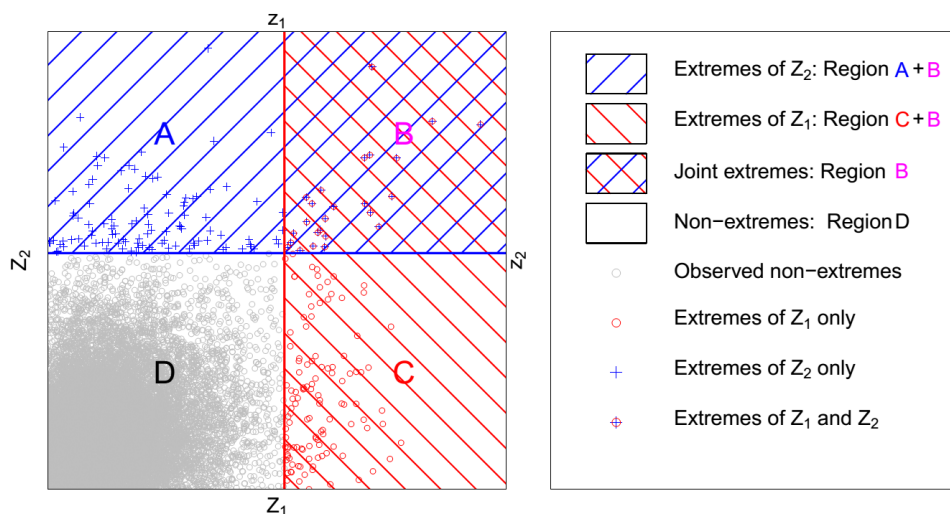 z₁
A
B
Z₂
z₂
D
C
Z₁
Extremes of Z₂: Region A + B
Extremes of Z₁: Region C + B
Joint extremes: Region B
Non−extremes: Region D
Observed non−extremes
Extremes of Z₁ only
Extremes of Z₂ only
Extremes of Z₁ and Z₂